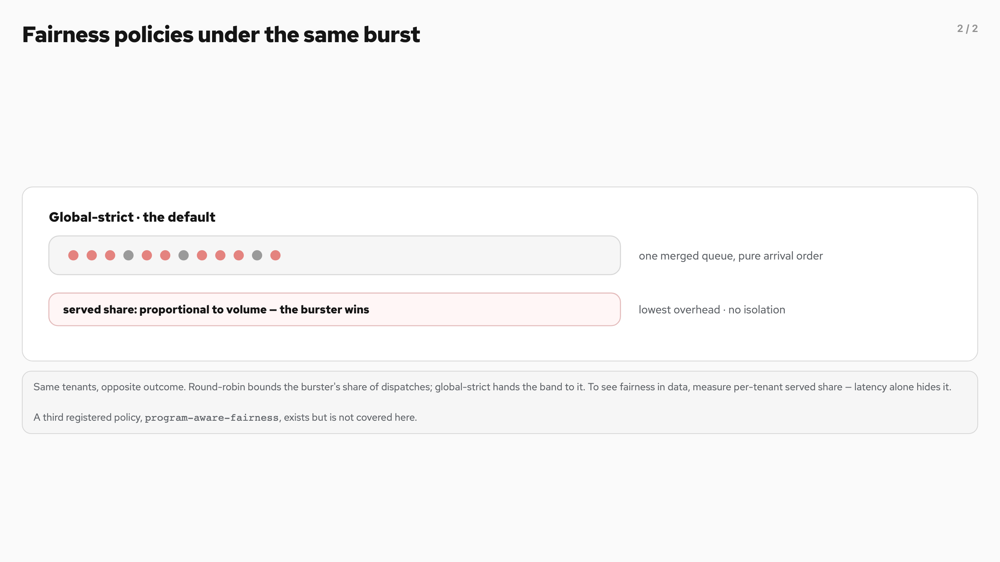 Fairness policies under the same burst
2 / 2
Global-strict · the default
one merged queue, pure arrival order
served share: proportional to volume — the burster wins
lowest overhead · no isolation
Same tenants, opposite outcome. Round-robin bounds the burster's share of dispatches; global-strict hands the band to it. To see fairness in data, measure per-tenant served share — latency alone hides it.
A third registered policy, program-aware-fairness, exists but is not covered here.